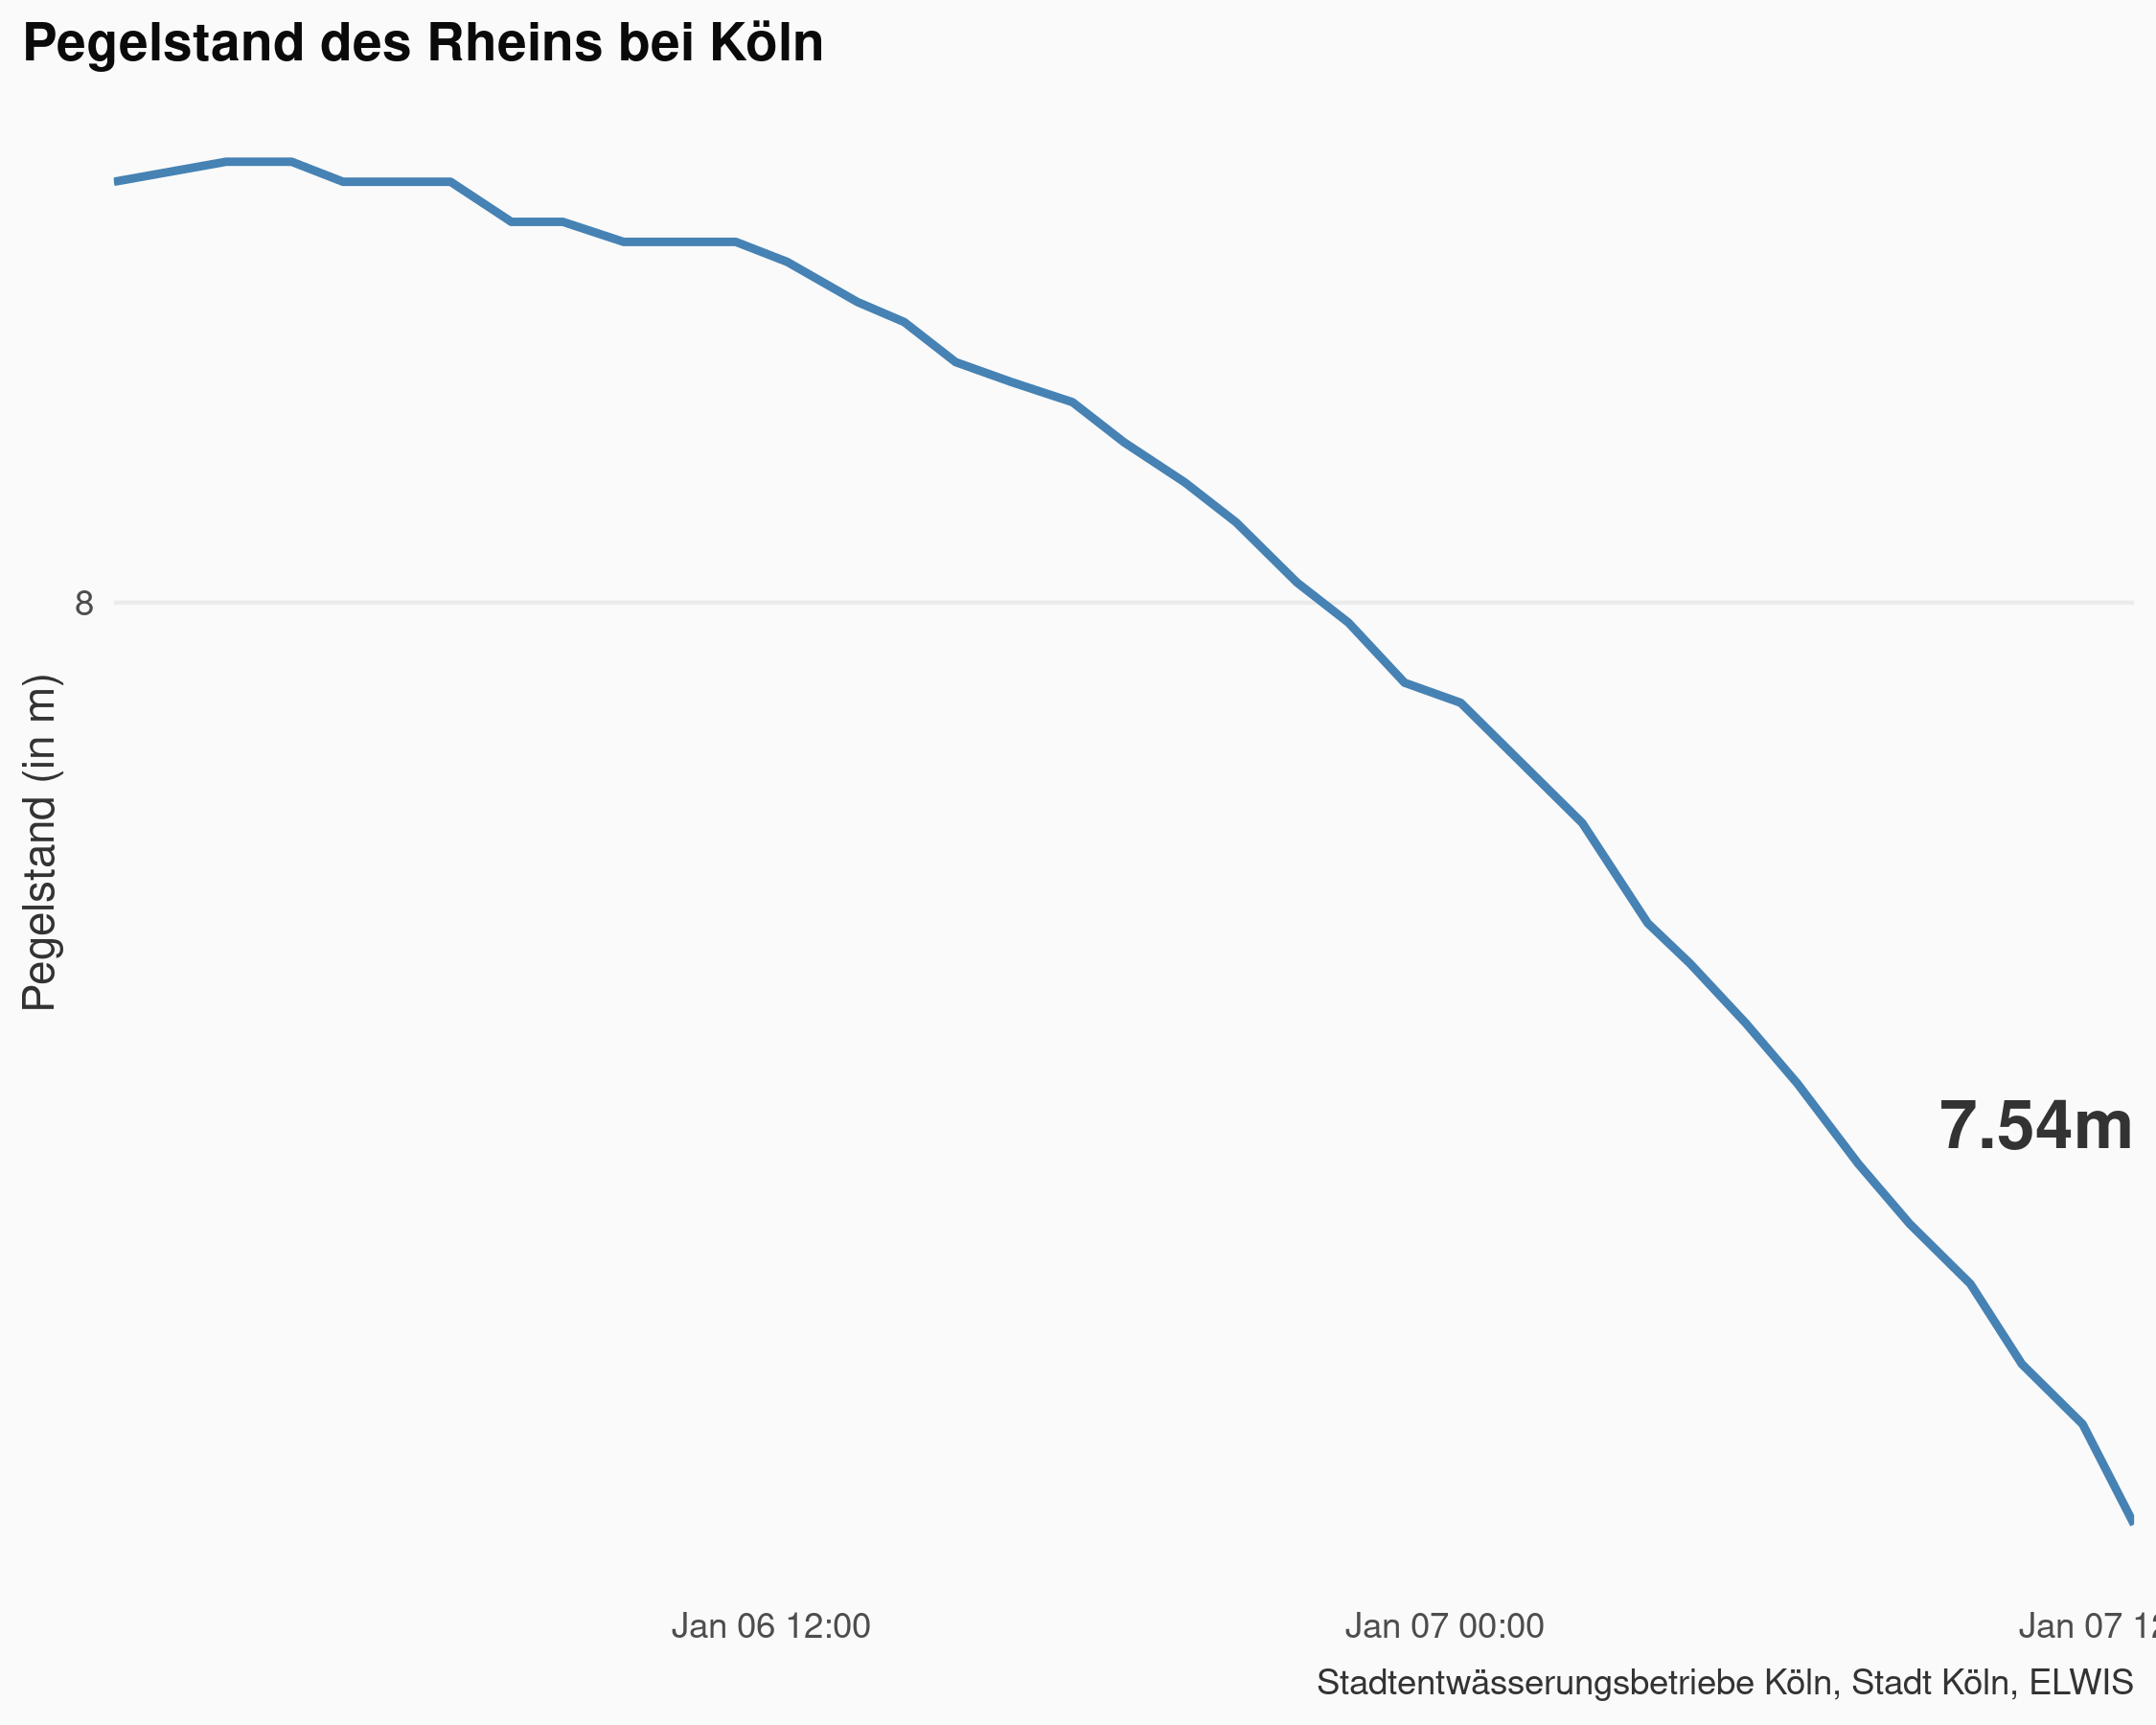 Pegelstand des Rheins bei Köln
8
Pegelstand (in m)
7.54m
Jan 06 12:00
Jan 07 00:00
Jan 07 12
Stadtentwässerungsbetriebe Köln, Stadt Köln, ELWIS